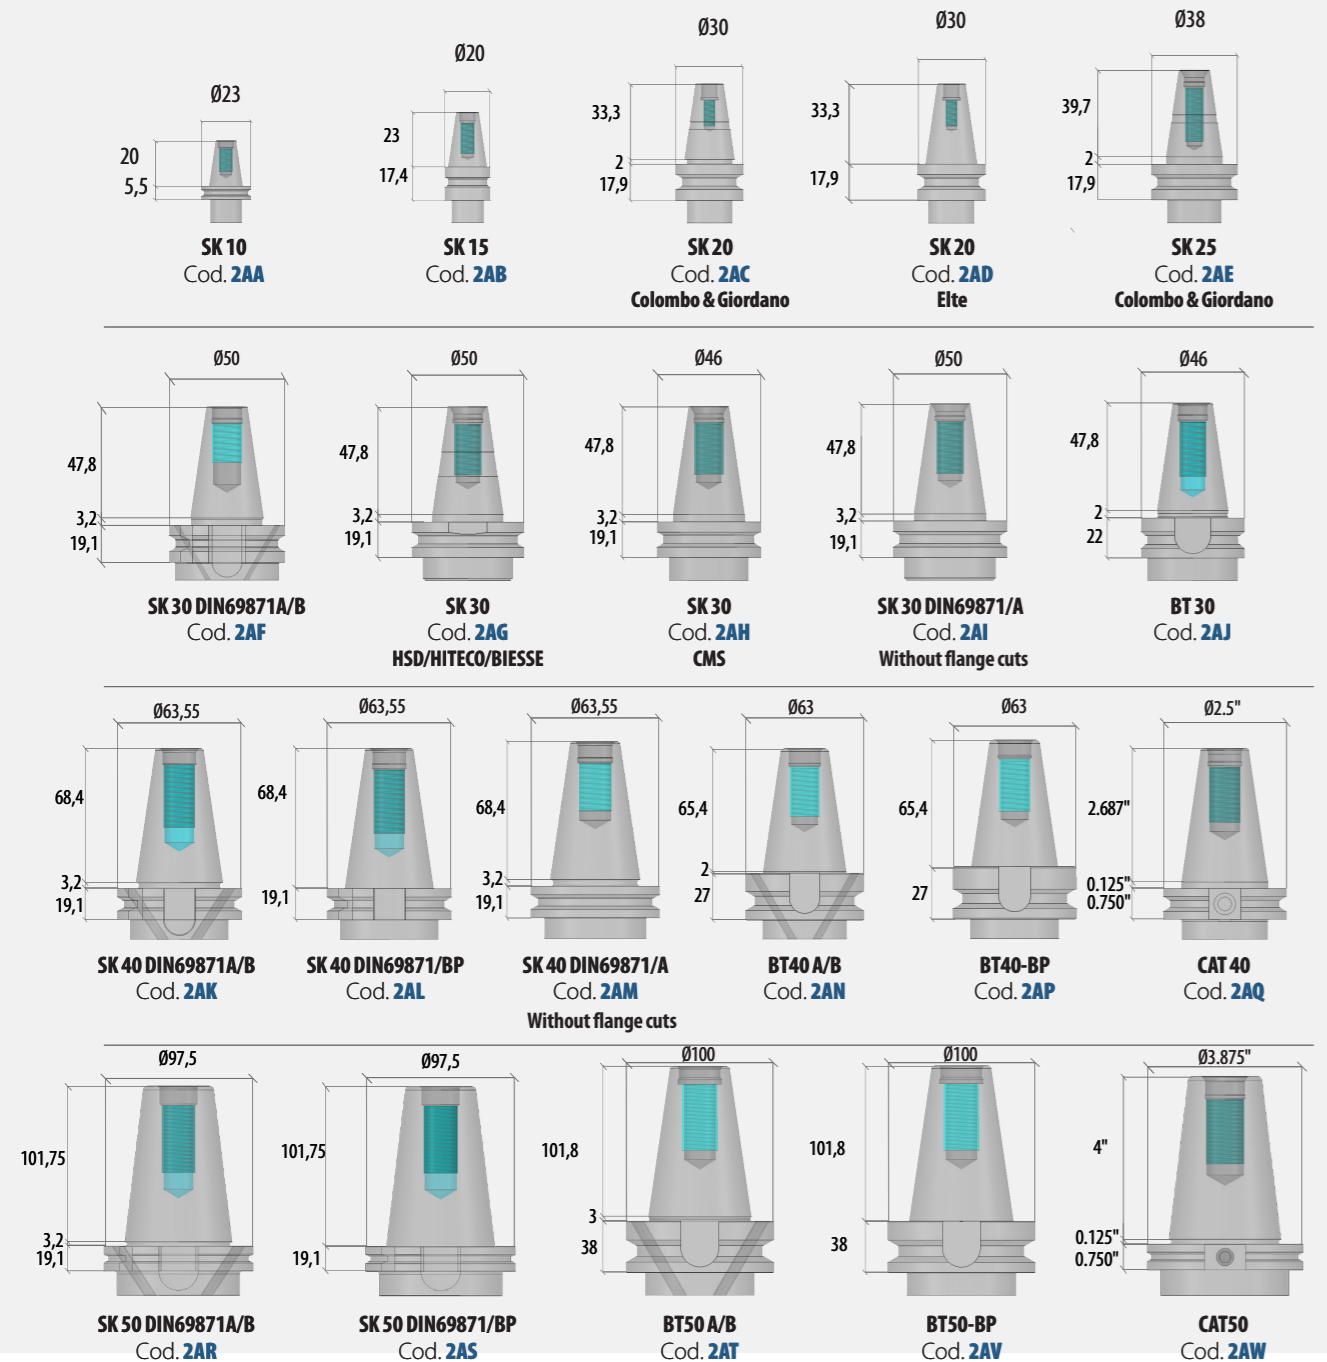 Ø23
20
5,5
SK 10
Cod. 2AA
Ø20
23
17,4
SK 15
Cod. 2AB
Ø30
33,3
2
17,9
SK 20
Cod. 2AC
Colombo & Giordano
Ø30
33,3
17,9
SK 20
Cod. 2AD
Elte
Ø38
39,7
2
17,9
SK 25
Cod. 2AE
Colombo & Giordano
Ø50
47,8
3,2
19,1
SK 30 DIN69871A/B
Cod. 2AF
Ø50
47,8
3,2
19,1
SK 30
Cod. 2AG
HSD/HITECO/BIESSE
Ø46
47,8
3,2
19,1
SK 30
Cod. 2AH
CMS
Ø50
47,8
3,2
19,1
SK 30 DIN69871/A
Cod. 2AI
Without flange cuts
Ø46
47,8
2
22
BT 30
Cod. 2AJ
Ø63,55
68,4
3,2
19,1
SK 40 DIN69871A/B
Cod. 2AK
Ø63,55
68,4
19,1
SK 40 DIN69871/BP
Cod. 2AL
Ø63,55
68,4
3,2
19,1
SK 40 DIN69871/A
Cod. 2AM
Without flange cuts
Ø63
65,4
2
27
BT40 A/B
Cod. 2AN
Ø63
65,4
27
BT40-BP
Cod. 2AP
Ø2.5"
2.687"
0.125"
0.750"
CAT 40
Cod. 2AQ
Ø97,5
101,75
3,2
19,1
SK 50 DIN69871A/B
Cod. 2AR
Ø97,5
101,75
19,1
SK 50 DIN69871/BP
Cod. 2AS
Ø100
101,8
3
38
BT50 A/B
Cod. 2AT
Ø100
101,8
38
BT50-BP
Cod. 2AV
Ø3.875"
4"
0.125"
0.750"
CAT50
Cod. 2AW